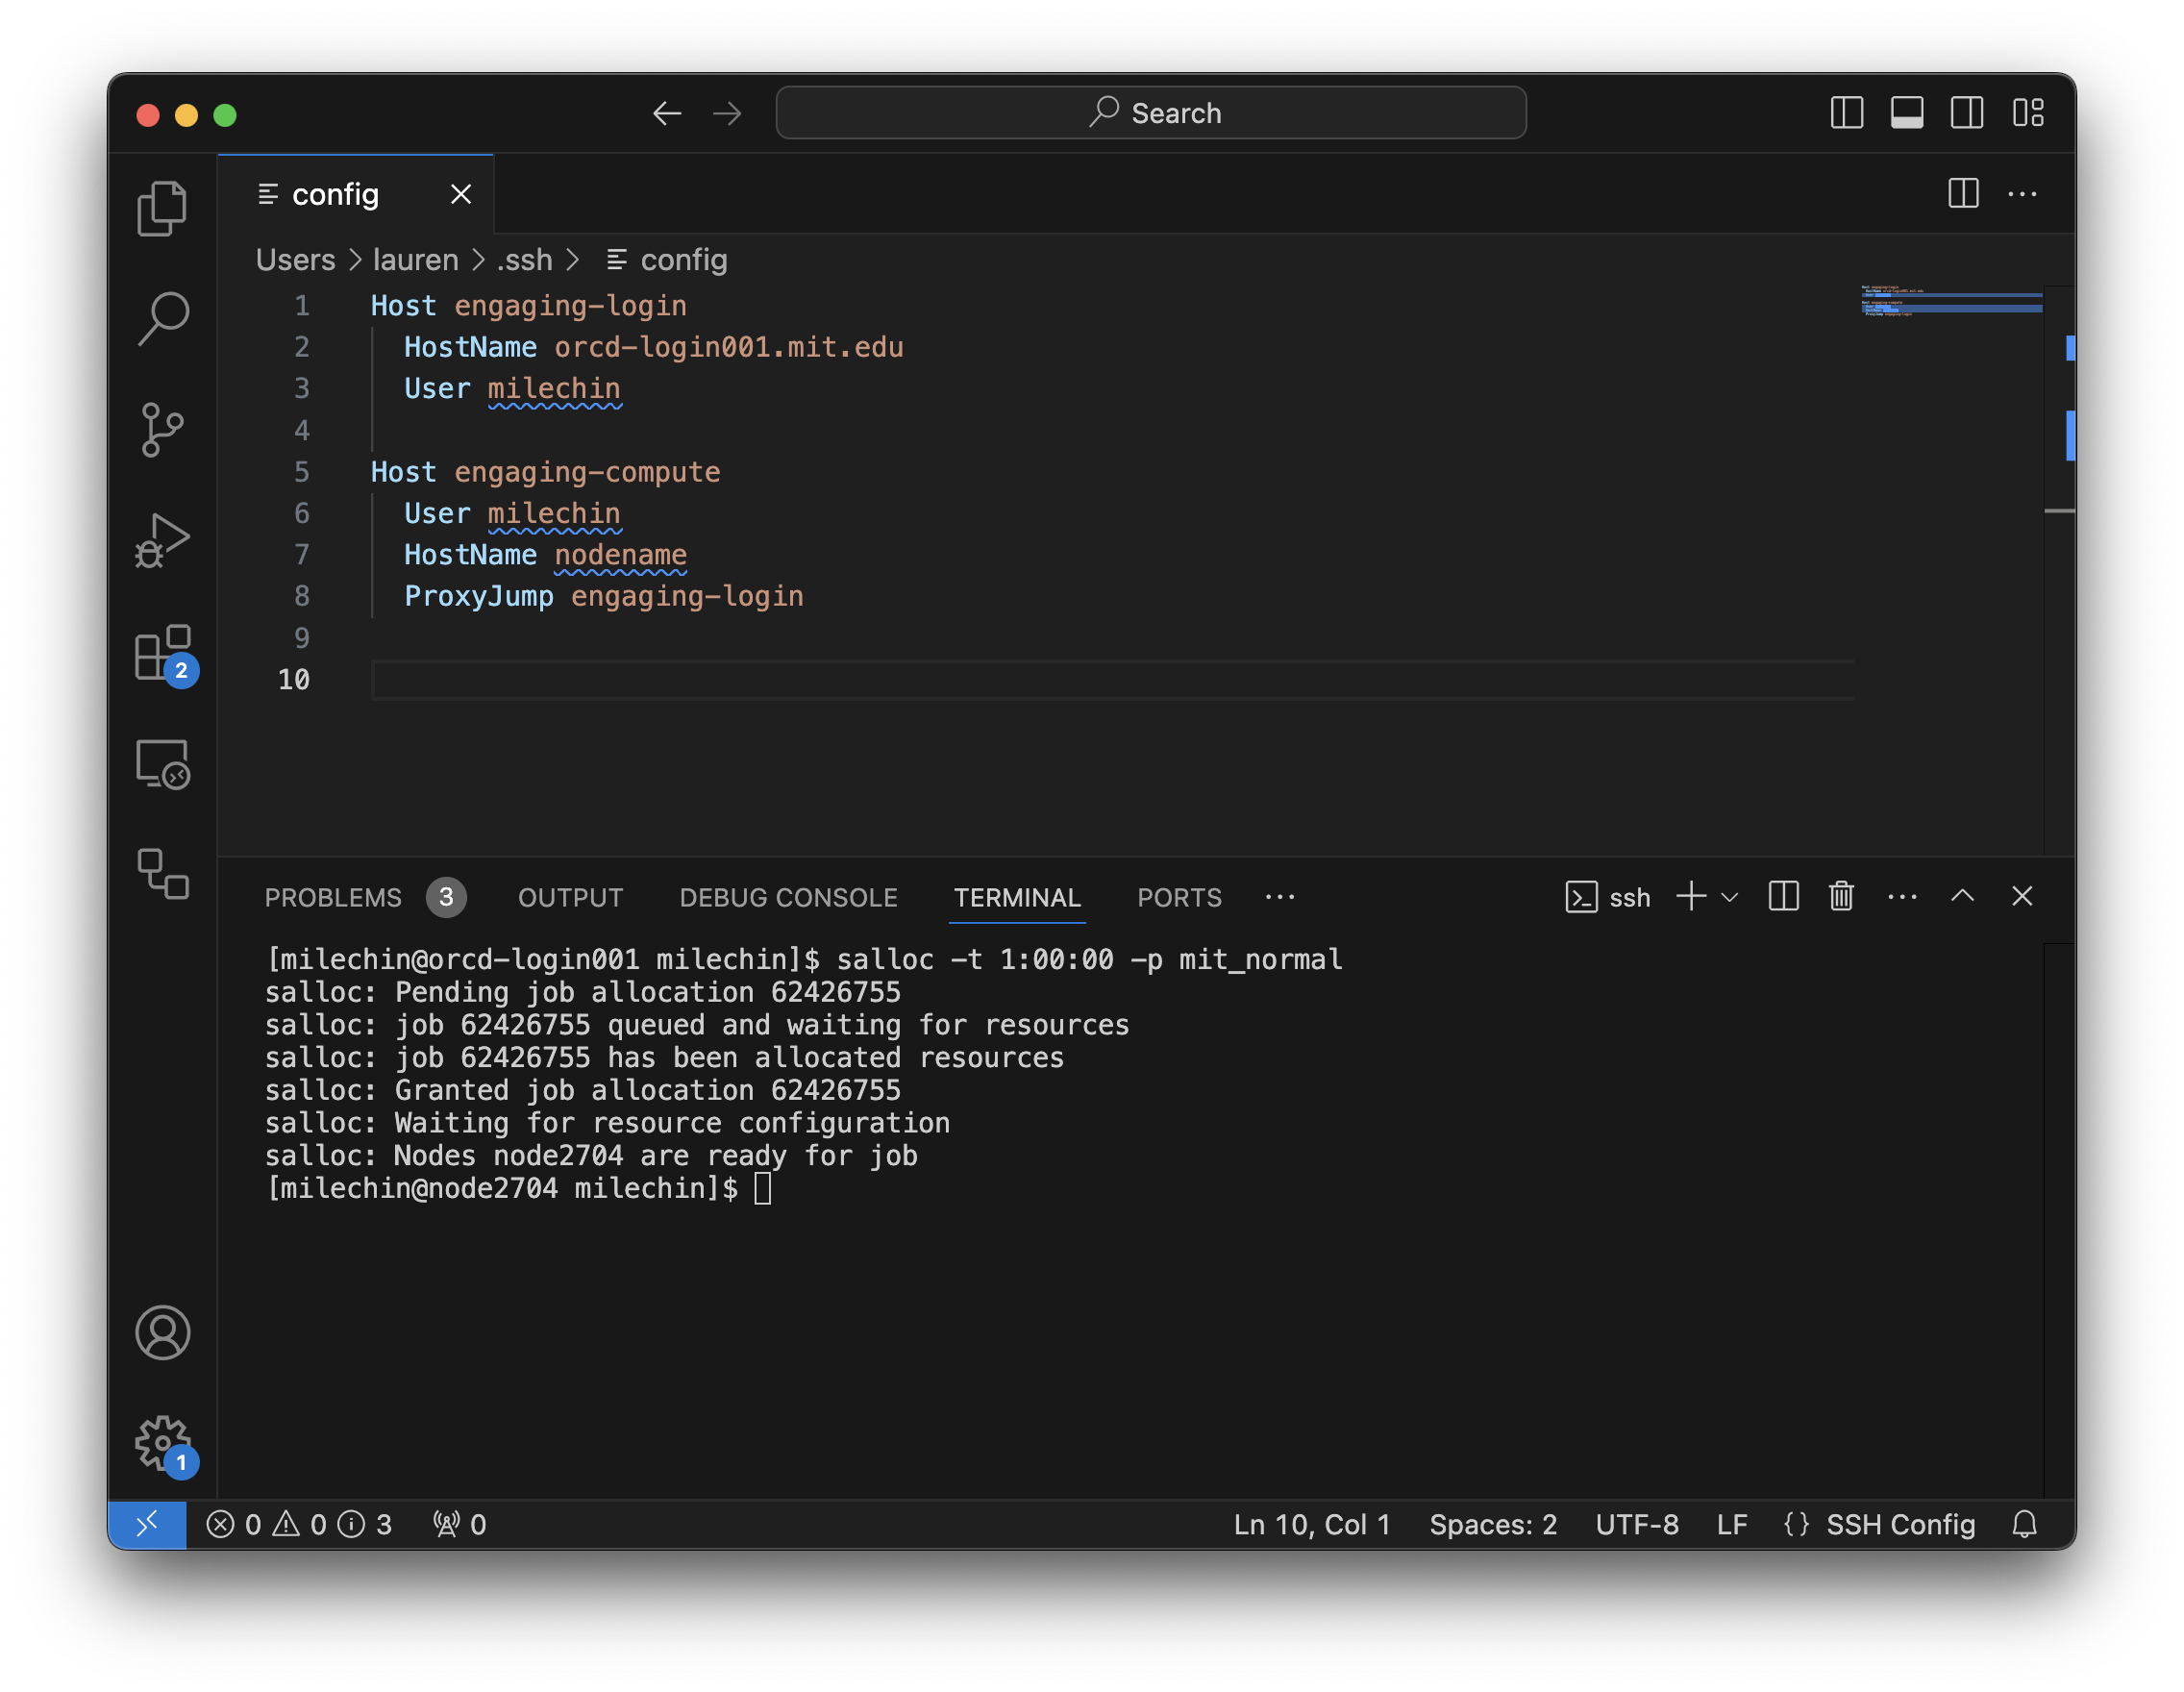 Search
config
Users > lauren > .ssh > config
1 Host engaging-login
2 HostName orcd-login001.mit.edu
3 User milechin
4
5 Host engaging-compute
6 User milechin
7 HostName nodename
8 ProxyJump engaging-login
9
10
2
PROBLEMS 3 OUTPUT DEBUG CONSOLE TERMINAL PORTS ... ssh
[milechin@orcd-login001 milechin]$ salloc -t 1:00:00 -p mit_normal
salloc: Pending job allocation 62426755
salloc: job 62426755 queued and waiting for resources
salloc: job 62426755 has been allocated resources
salloc: Granted job allocation 62426755
salloc: Waiting for resource configuration
salloc: Nodes node2704 are ready for job
[milechin@node2704 milechin]$
1
0 0 3 0 Ln 10, Col 1 Spaces: 2 UTF-8 LF {} SSH Config